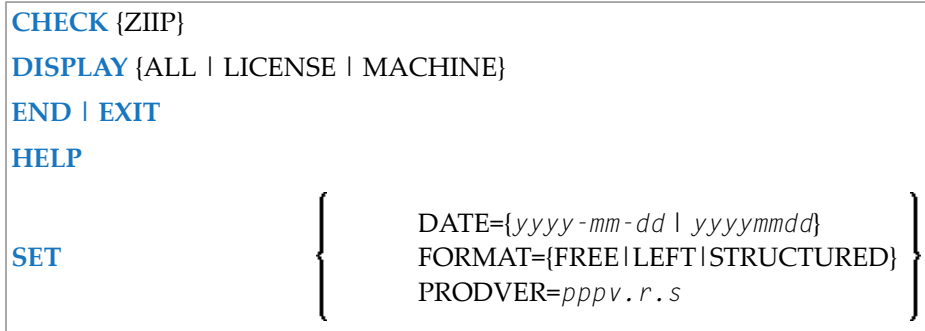 CHECK {ZIIP}
DISPLAY {ALL | LICENSE | MACHINE}
END | EXIT
HELP
DATE={yyyy-mm-dd | yyyymmdd}
SET { FORMAT={FREE|LEFT|STRUCTURED} }
PRODVER=pppv.r.s